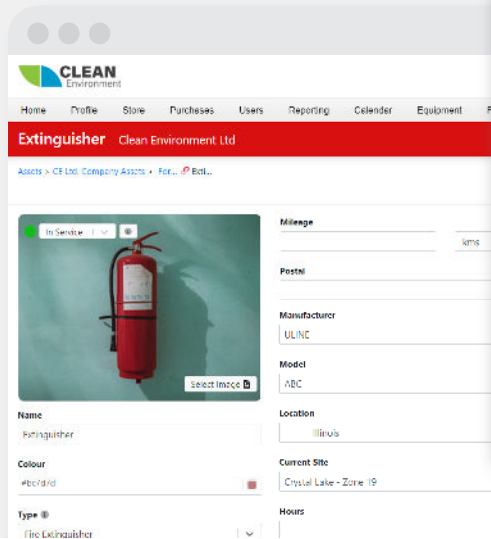 CLEAN
Environment
Home Profile Store Purchases Users Reporting Calender Equipment
Extinguisher Clean Environment Ltd
Assets > CE Ltd. Company Assets • For... Exti...
In Service
Select Image
Name
Extinguisher
Colour
Type
Fire Extinguisher
Mileage
kms
Postal
Manufacturer
ULINE
Model
ABC
Location
Illinois
Current Site
Crystal Lake - Zone 19
Hours